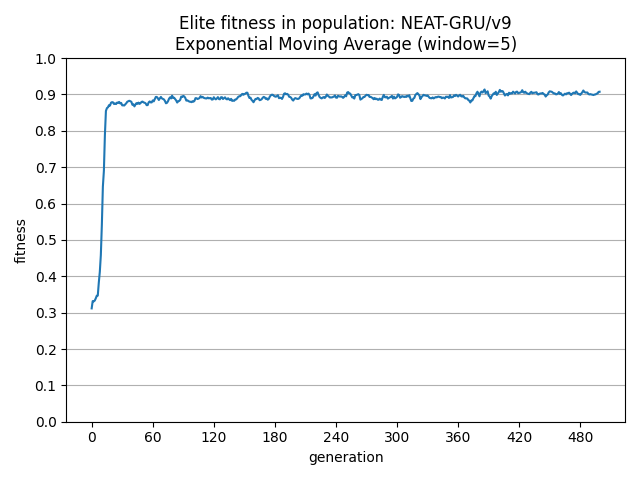 Elite fitness in population: NEAT-GRU/v9
Exponential Moving Average (window=5)
1.0
0.9
0.8
0.7
0.6
0.5
0.4
0.3
0.2
0.1
0.0
fitness
0 60 120 180 240 300 360 420 480
generation